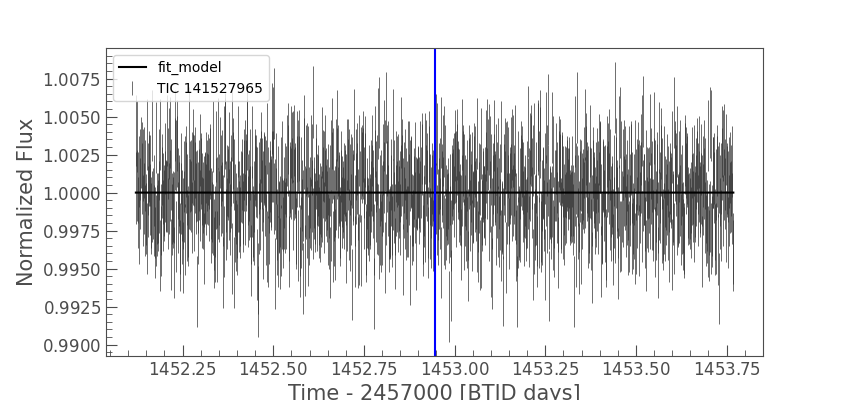 fit_model
TIC 141527965
1.0075
1.0050
1.0025
1.0000
0.9975
0.9950
0.9925
0.9900
Normalized Flux
1452.25 1452.50 1452.75 1453.00 1453.25 1453.50 1453.75
Time - 2457000 [BTJD days]